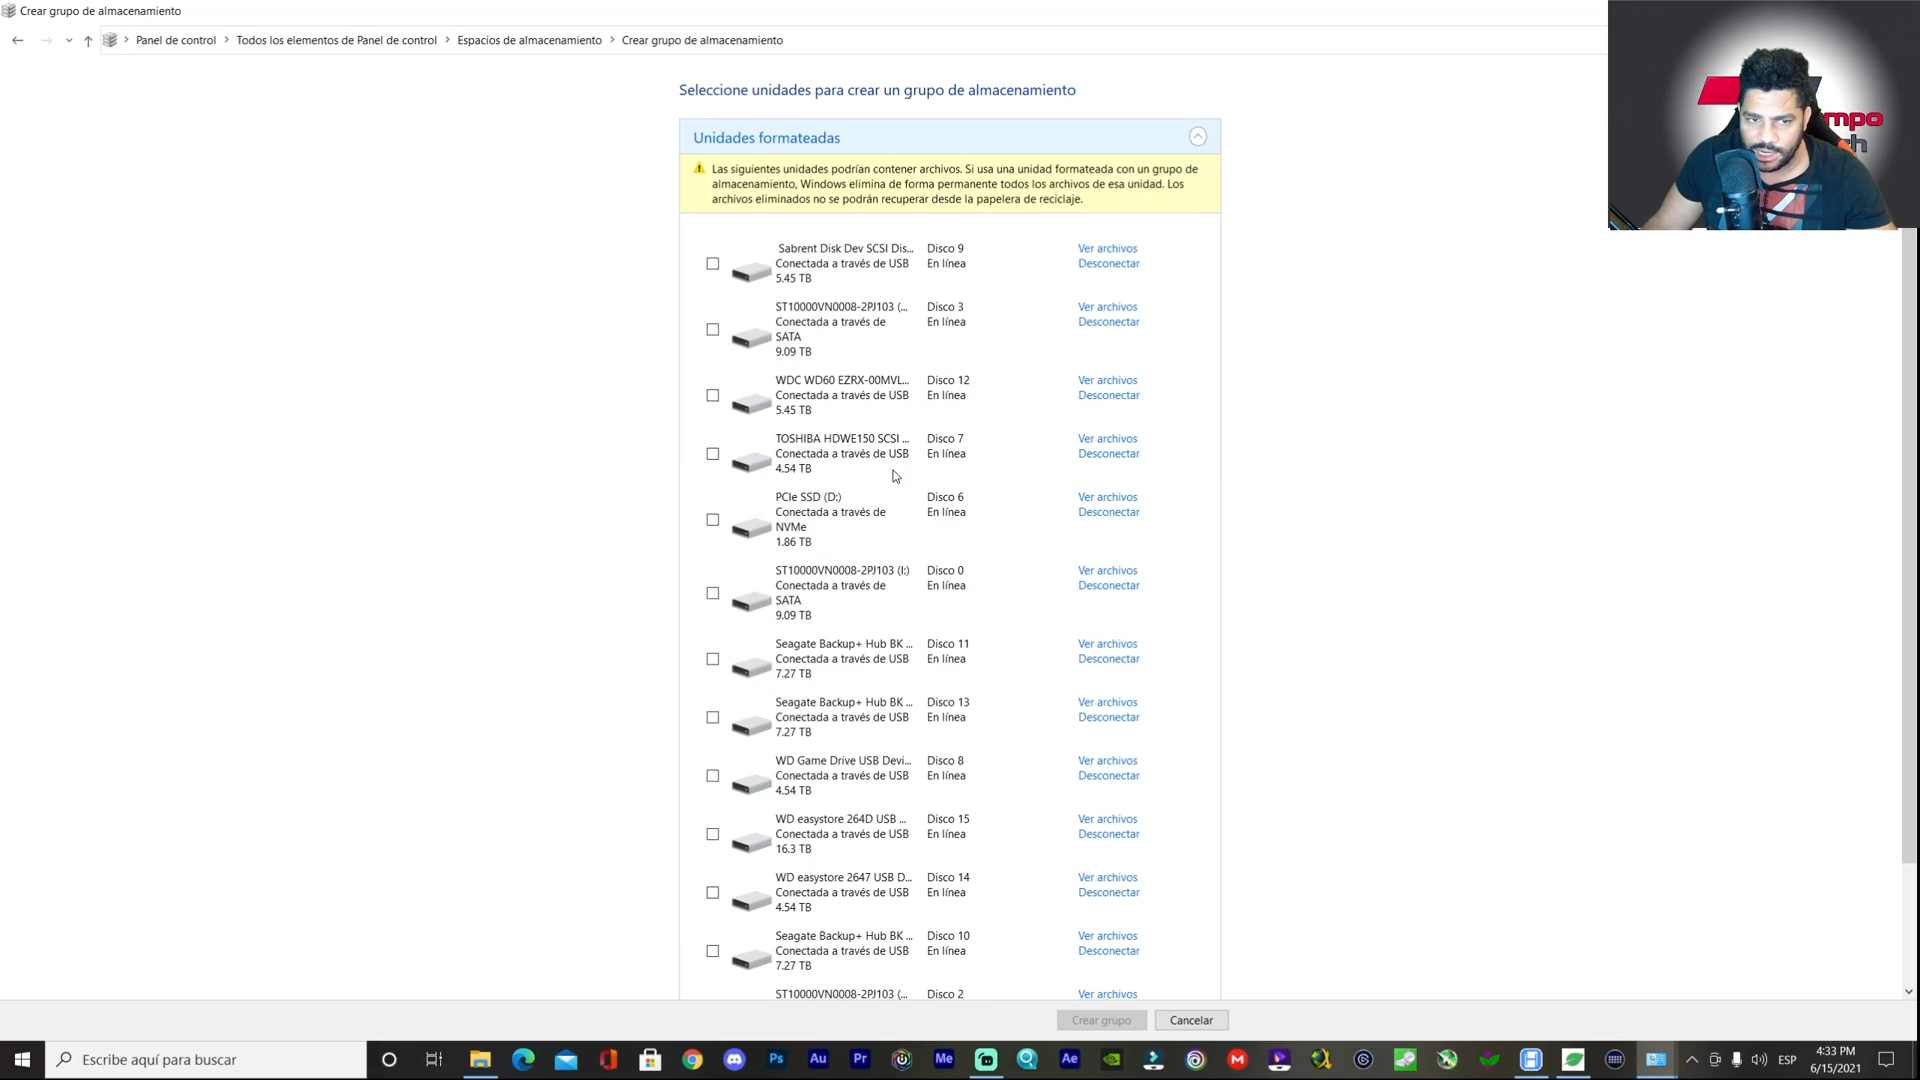 Crear grupo de almacenamiento
Panel de control > Todos los elementos de Panel de control > Espacios de almacenamiento > Crear grupo de almacenamiento
mpo
h
Seleccione unidades para crear un grupo de almacenamiento
Unidades formateadas
Las siguientes unidades podrían contener archivos. Si usa una unidad formateada con un grupo de
almacenamiento, Windows elimina de forma permanente todos los archivos de esa unidad. Los
archivos eliminados no se podrán recuperar desde la papelera de reciclaje.
Sabrent Disk Dev SCSI Dis... Disco 9 Ver archivos
Conectada a través de USB En línea Desconectar
5.45 TB
ST10000VN0008-2PJ103 (... Disco 3 Ver archivos
Conectada a través de En línea Desconectar
SATA
9.09 TB
WDC WD60 EZRX-00MVL... Disco 12 Ver archivos
Conectada a través de USB En línea Desconectar
5.45 TB
TOSHIBA HDWE150 SCSI ... Disco 7 Ver archivos
Conectada a través de USB En línea Desconectar
4.54 TB
PCIe SSD (D:) Disco 6 Ver archivos
Conectada a través de En línea Desconectar
NVMe
1.86 TB
ST10000VN0008-2PJ103 (I:) Disco 0 Ver archivos
Conectada a través de En línea Desconectar
SATA
9.09 TB
Seagate Backup+ Hub BK ... Disco 11 Ver archivos
Conectada a través de USB En línea Desconectar
7.27 TB
Seagate Backup+ Hub BK ... Disco 13 Ver archivos
Conectada a través de USB En línea Desconectar
7.27 TB
WD Game Drive USB Devi... Disco 8 Ver archivos
Conectada a través de USB En línea Desconectar
4.54 TB
WD easystore 264D USB ... Disco 15 Ver archivos
Conectada a través de USB En línea Desconectar
16.3 TB
WD easystore 2647 USB D... Disco 14 Ver archivos
Conectada a través de USB En línea Desconectar
4.54 TB
Seagate Backup+ Hub BK ... Disco 10 Ver archivos
Conectada a través de USB En línea Desconectar
7.27 TB
ST10000VN0008-2PJ103 (... Disco 2 Ver archivos
Crear grupo Cancelar
Escribe aquí para buscar
Ps Au Pr Me Ae
ESP
4:33 PM
6/15/2021